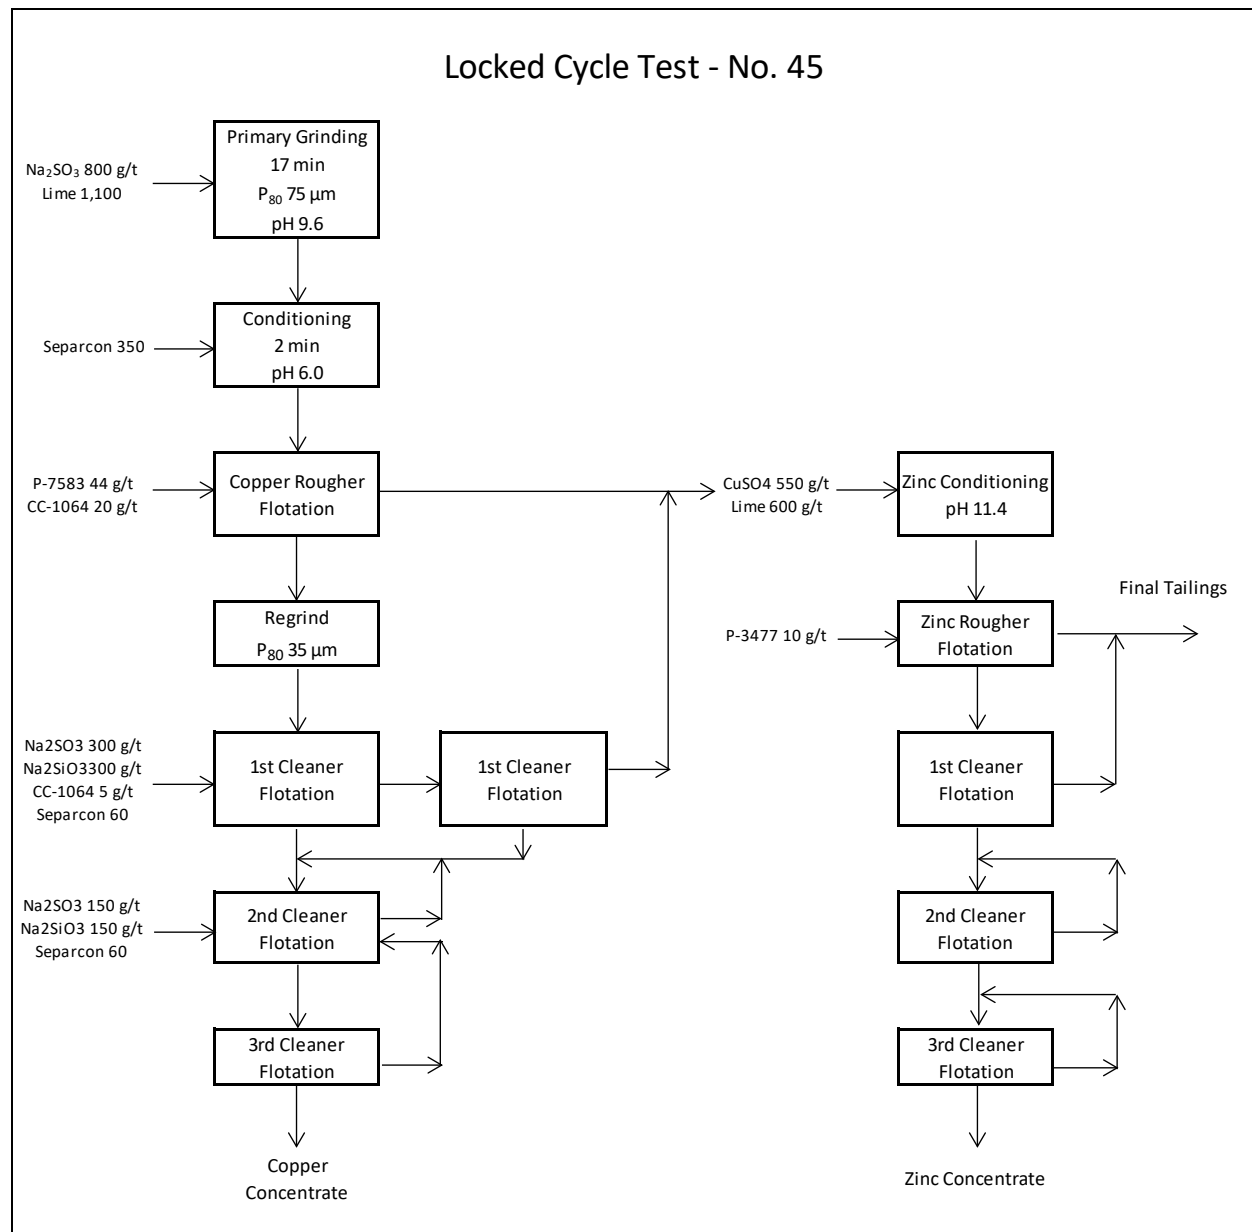 Locked Cycle Test - No. 45
Primary Grinding
17 min
P₈₀ 75 µm
pH 9.6
Na₂SO₃ 800 g/t
Lime 1,100
Conditioning
2 min
pH 6.0
Separcon 350
P-7583 44 g/t
CC-1064 20 g/t
Copper Rougher
Flotation
CuSO4 550 g/t
Lime 600 g/t
Zinc Conditioning
pH 11.4
Regrind
P₈₀ 35 µm
P-3477 10 g/t
Zinc Rougher
Flotation
Final Tailings
Na2SO3 300 g/t
Na2SiO3300 g/t
CC-1064 5 g/t
Separcon 60
1st Cleaner
Flotation
1st Cleaner
Flotation
1st Cleaner
Flotation
Na2SO3 150 g/t
Na2SiO3 150 g/t
Separcon 60
2nd Cleaner
Flotation
2nd Cleaner
Flotation
3rd Cleaner
Flotation
3rd Cleaner
Flotation
Copper
Concentrate
Zinc Concentrate